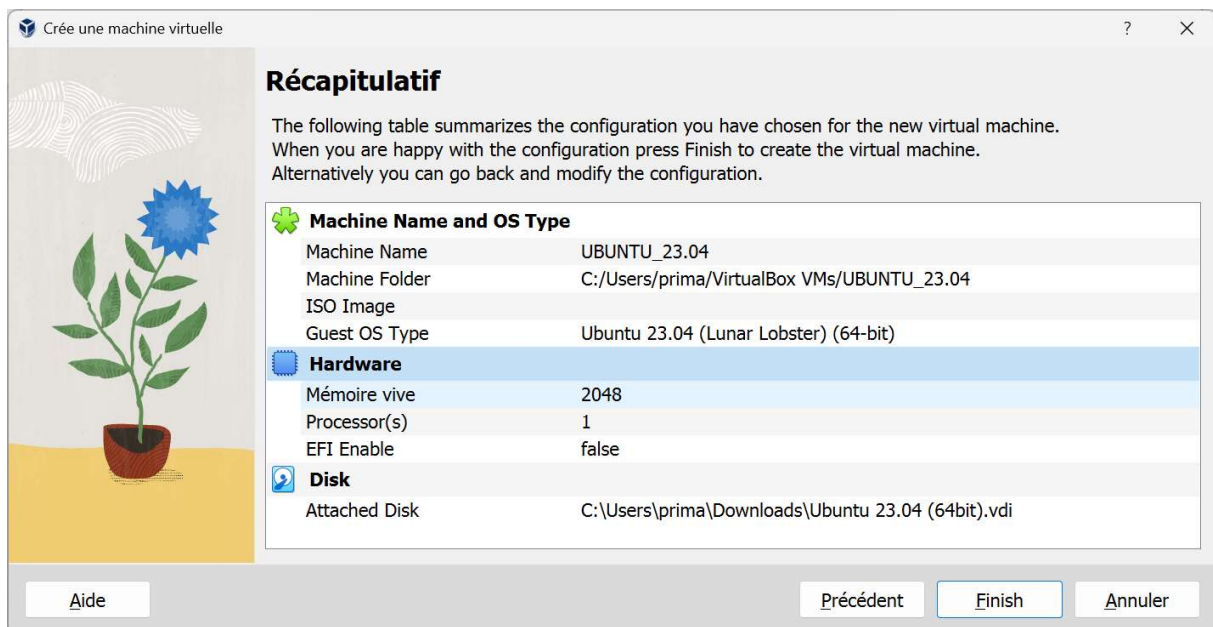 Crée une machine virtuelle
?
Récapitulatif
The following table summarizes the configuration you have chosen for the new virtual machine.
When you are happy with the configuration press Finish to create the virtual machine.
Alternatively you can go back and modify the configuration.
Machine Name and OS Type
Machine Name UBUNTU_23.04
Machine Folder C:/Users/prima/VirtualBox VMs/UBUNTU_23.04
ISO Image
Guest OS Type Ubuntu 23.04 (Lunar Lobster) (64-bit)
Hardware
Mémoire vive 2048
Processor(s) 1
EFI Enable false
Disk
Attached Disk C:\Users\prima\Downloads\Ubuntu 23.04 (64bit).vdi
Aide Précédent Finish Annuler